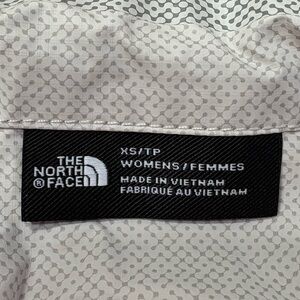 THE
NORTH
® FACE
XS/TP
WOMENS/FEMMES
MADE IN VIETNAM
FABRIQUÉ AU VIETNAM